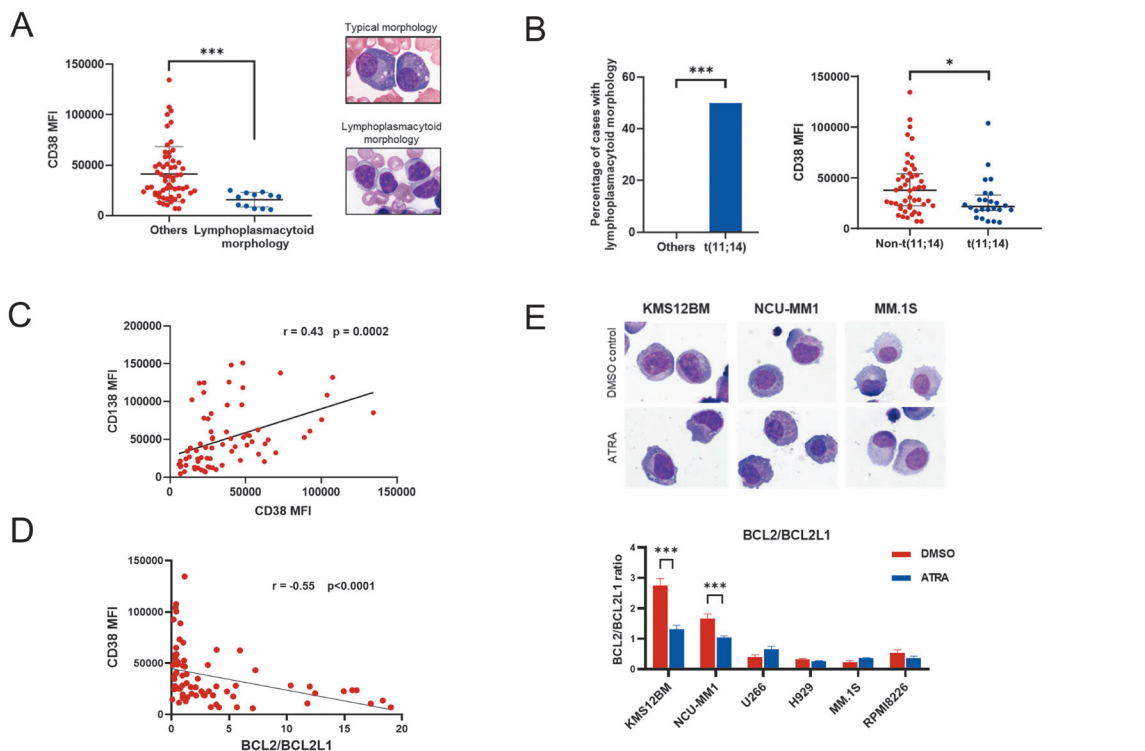 A
Typical morphology
***
150000
100000
50000
0
CD38 MFI
Others
Lymphoplasmacytoid
morphology
Lymphoplasmacytoid
morphology
B
Percentage of cases with
lymphoplasmacytoid morphology
60
40
20
0
***
Others
t(11;14)
CD38 MFI
150000
100000
50000
0
*
Non-t(11;14)
t(11;14)
C
CD138 MFI
200000
150000
100000
50000
0
r = 0.43 p = 0.0002
0
50000
100000
150000
CD38 MFI
D
CD38 MFI
150000
100000
50000
0
r = -0.55 p<0.0001
0
5
10
15
20
BCL2/BCL2L1
E
KMS12BM
NCU-MM1
MM.1S
DMSO control
ATRA
BCL2/BCL2L1
BCL2/BCL2L1 ratio
4
3
2
1
0
***
***
DMSO
ATRA
KMS12BM
NCU-MM1
U266
H929
MM.1S
RPMI8226